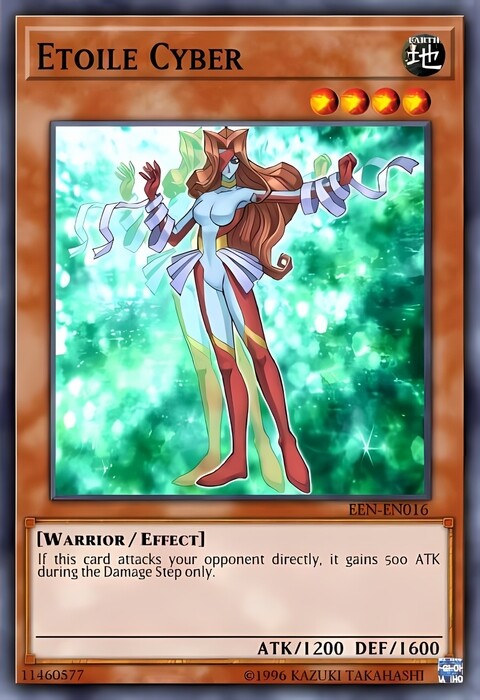 Etoile Cyber
EARTH
地
EEN-EN016
[Warrior / Effect]
If this card attacks your opponent directly, it gains 500 ATK
during the Damage Step only.
ATK/1200 DEF/1600
11460577
©1996 KAZUKI TAKAHASHI